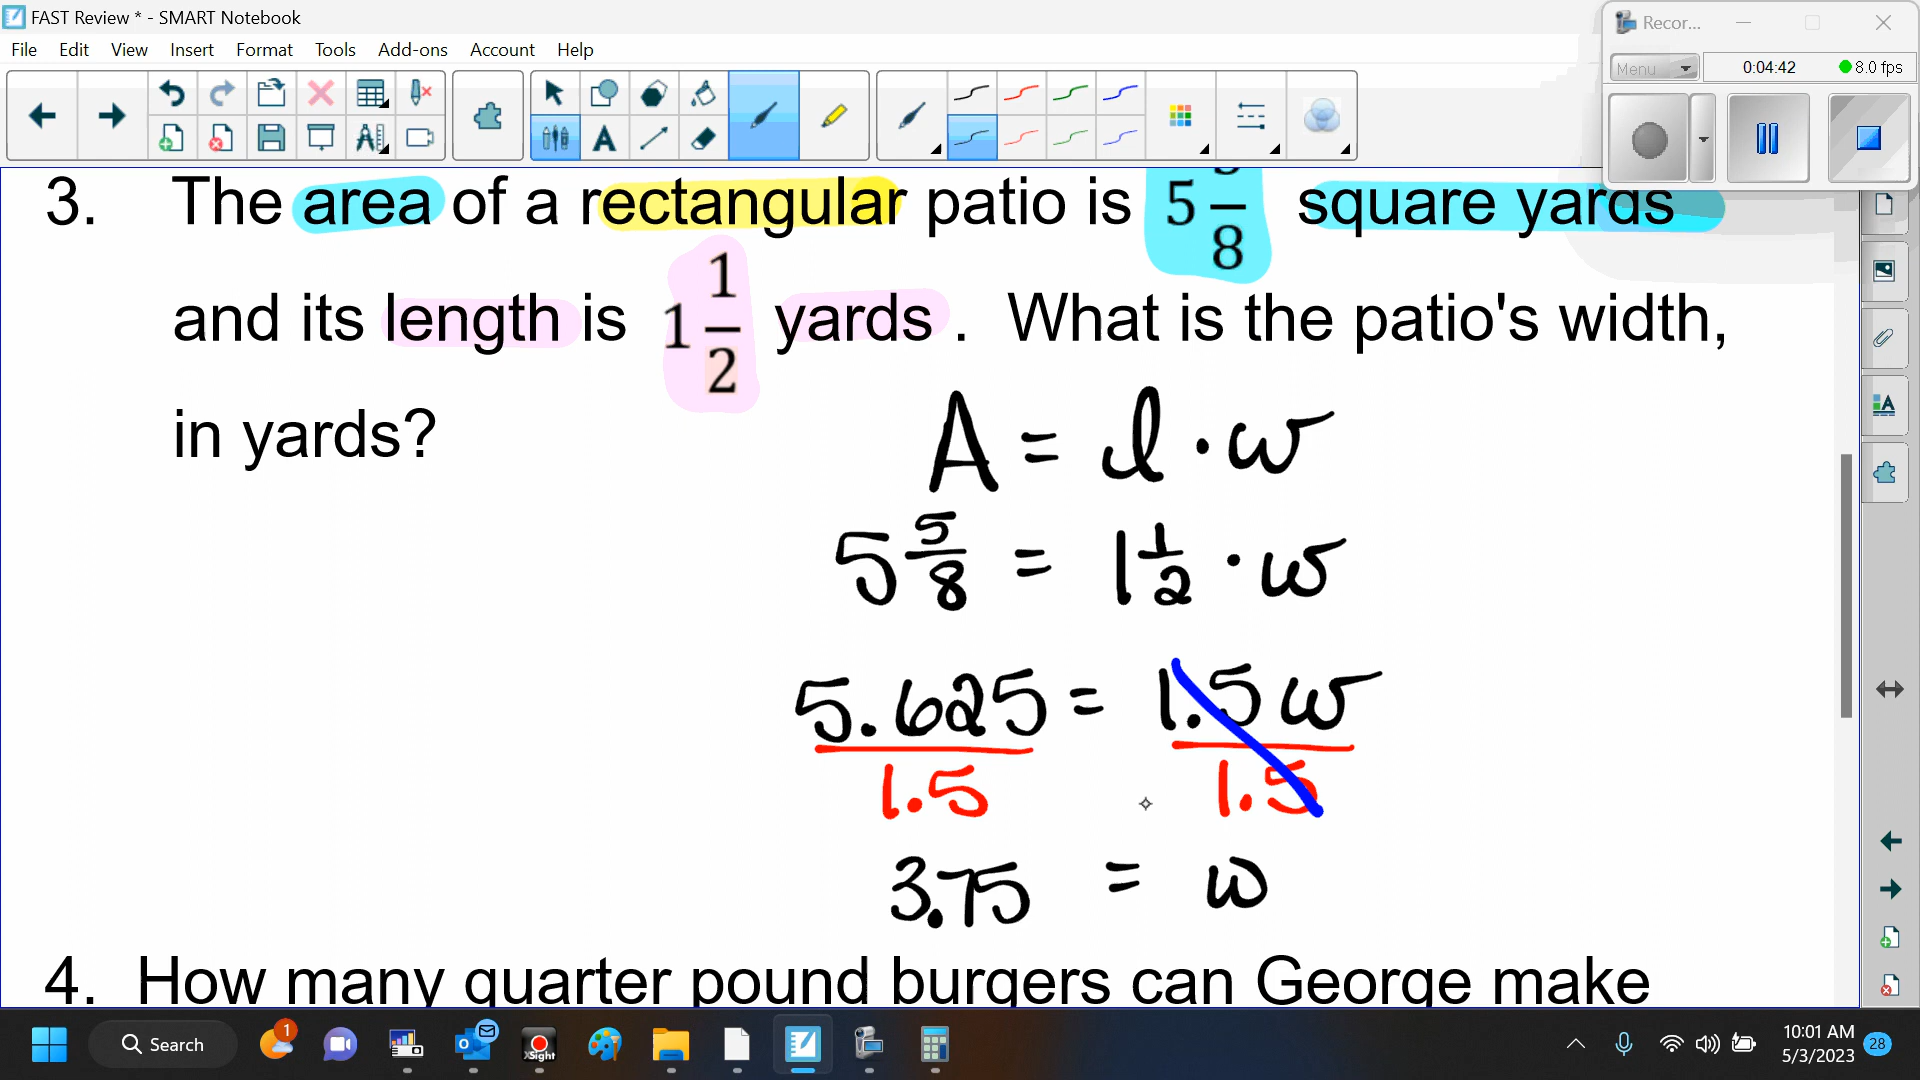 FAST Review * - SMART Notebook
File Edit View Insert Format Tools Add-ons Account Help
Recor...
Menu 0:04:42 8.0 fps
3. The area of a rectangular patio is 5 –/8 square yards
and its length is 1 1/2 yards . What is the patio's width,
in yards?
A = l · w
5 5/8 = 1 1/2 · w
5.625 = 1.5 w
1.5 1.5
3.75 = w
4. How many quarter pound burgers can George make
Search
1
XSight
10:01 AM
5/3/2023
28